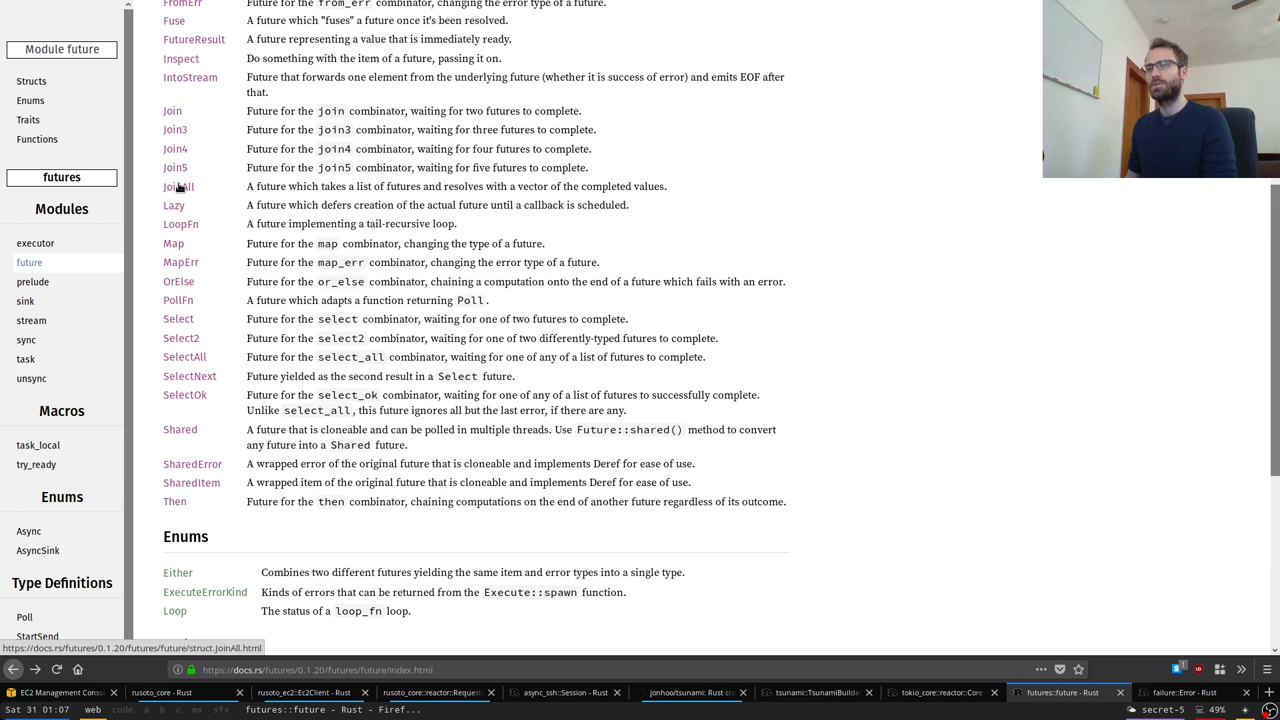 Module future
Structs
Enums
Traits
Functions
futures
Modules
executor
future
prelude
sink
stream
sync
task
unsync
Macros
task_local
try_ready
Enums
Async
AsyncSink
Type Definitions
Poll
StartSend
FromErr Future for the from_err combinator, changing the error type of a future.
Fuse A future which "fuses" a future once it's been resolved.
FutureResult A future representing a value that is immediately ready.
Inspect Do something with the item of a future, passing it on.
IntoStream Future that forwards one element from the underlying future (whether it is success of error) and emits EOF after
that.
Join Future for the join combinator, waiting for two futures to complete.
Join3 Future for the join3 combinator, waiting for three futures to complete.
Join4 Future for the join4 combinator, waiting for four futures to complete.
Join5 Future for the join5 combinator, waiting for five futures to complete.
JoinAll A future which takes a list of futures and resolves with a vector of the completed values.
Lazy A future which defers creation of the actual future until a callback is scheduled.
LoopFn A future implementing a tail-recursive loop.
Map Future for the map combinator, changing the type of a future.
MapErr Future for the map_err combinator, changing the error type of a future.
OrElse Future for the or_else combinator, chaining a computation onto the end of a future which fails with an error.
PollFn A future which adapts a function returning Poll.
Select Future for the select combinator, waiting for one of two futures to complete.
Select2 Future for the select2 combinator, waiting for one of two differently-typed futures to complete.
SelectAll Future for the select_all combinator, waiting for one of any of a list of futures to complete.
SelectNext Future yielded as the second result in a Select future.
SelectOk Future for the select_ok combinator, waiting for one of any of a list of futures to successfully complete.
Unlike select_all, this future ignores all but the last error, if there are any.
Shared A future that is cloneable and can be polled in multiple threads. Use Future::shared() method to convert
any future into a Shared future.
SharedError A wrapped error of the original future that is cloneable and implements Deref for ease of use.
SharedItem A wrapped item of the original future that is cloneable and implements Deref for ease of use.
Then Future for the then combinator, chaining computations on the end of another future regardless of its outcome.
Enums
Either Combines two different futures yielding the same item and error types into a single type.
ExecuteErrorKind Kinds of errors that can be returned from the Execute::spawn function.
Loop The status of a loop_fn loop.
https://docs.rs/futures/0.1.20/futures/future/struct.JoinAll.html
https://docs.rs/futures/0.1.20/futures/future/index.html
EC2 Management Conso rusoto_core - Rust rusoto_ec2::Ec2Client - Rust rusoto_core::reactor::Request async_ssh::Session - Rust jonhoo/tsunami: Rust cr tsunami::TsunamiBuilde tokio_core::reactor::Core futures::future - Rust failure::Error - Rust
Sat 31 01:07 web code a b c mx sfx futures::future - Rust - Firef... secret-5 49%